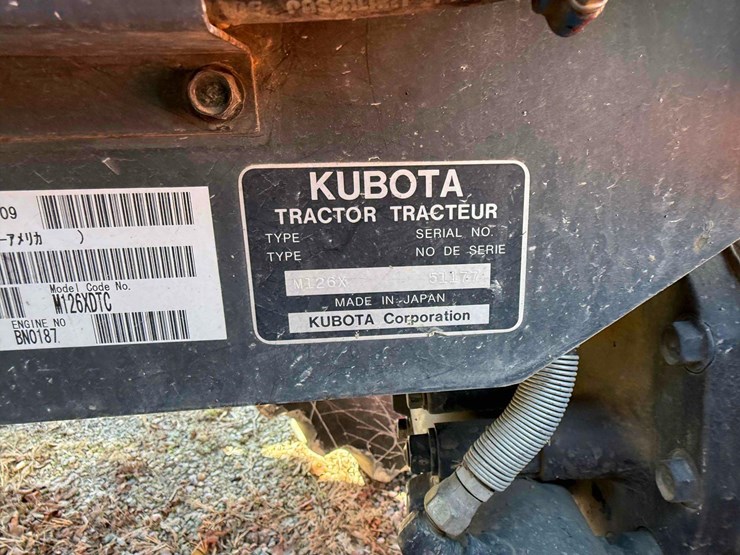 09
ーアメリカ )
Model Code No.
M126XDTC
ENGINE NO
BN0187
KUBOTA
TRACTOR TRACTEUR
TYPE SERIAL NO.
TYPE NO DE SERIE
M126X
MADE IN JAPAN
KUBOTA Corporation